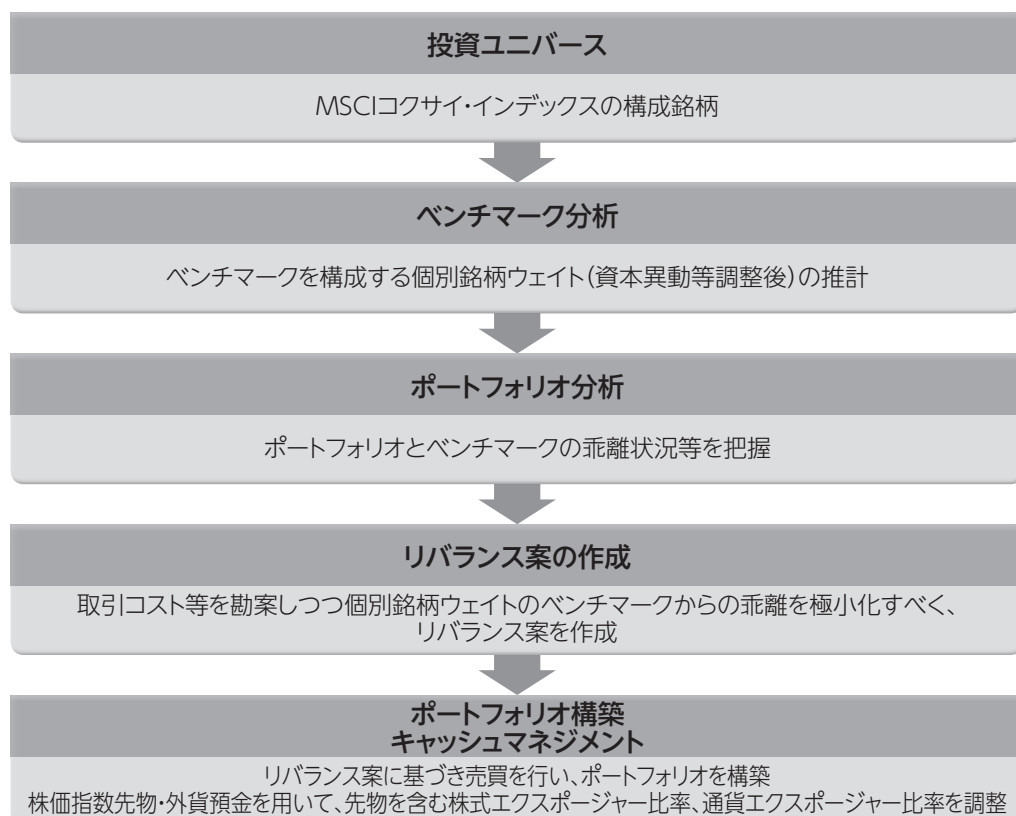 投資ユニバース
MSCIコクサイ・インデックスの構成銘柄
ベンチマーク分析
ベンチマークを構成する個別銘柄ウェイト(資本異動等調整後)の推計
ポートフォリオ分析
ポートフォリオとベンチマークの乖離状況等を把握
リバランス案の作成
取引コスト等を勘案しつつ個別銘柄ウェイトのベンチマークからの乖離を極小化すべく、
リバランス案を作成
ポートフォリオ構築
キャッシュマネジメント
リバランス案に基づき売買を行い、ポートフォリオを構築
株価指数先物・外貨預金を用いて、先物を含む株式エクスポージャー比率、通貨エクスポージャー比率を調整